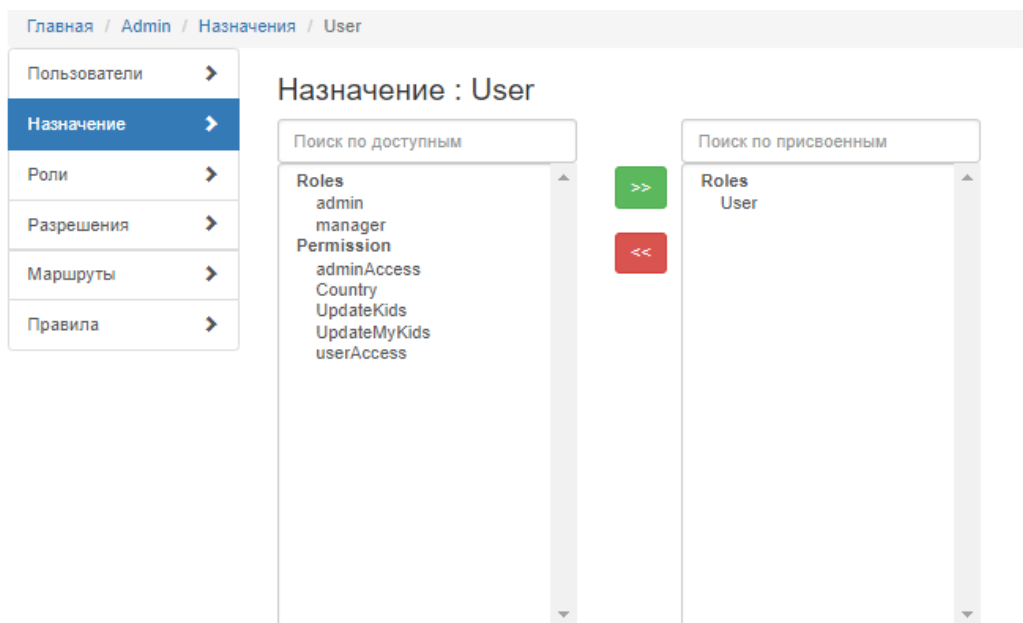 Главная / Admin / Назначения / User
Пользователи
Назначение
Роли
Разрешения
Маршруты
Правила
Назначение : User
Поиск по доступным
Roles
admin
manager
Permission
adminAccess
Country
UpdateKids
UpdateMyKids
userAccess
>>
<<
Поиск по присвоенным
Roles
User